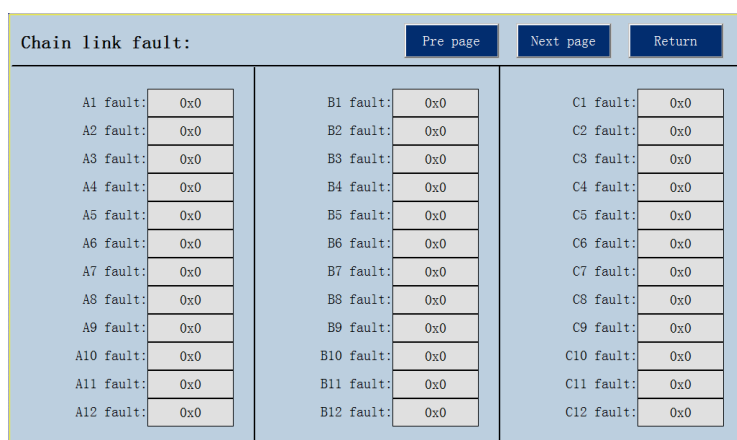 Chain link fault: Pre page Next page Return
A1 fault: 0x0 B1 fault: 0x0 C1 fault: 0x0
A2 fault: 0x0 B2 fault: 0x0 C2 fault: 0x0
A3 fault: 0x0 B3 fault: 0x0 C3 fault: 0x0
A4 fault: 0x0 B4 fault: 0x0 C4 fault: 0x0
A5 fault: 0x0 B5 fault: 0x0 C5 fault: 0x0
A6 fault: 0x0 B6 fault: 0x0 C6 fault: 0x0
A7 fault: 0x0 B7 fault: 0x0 C7 fault: 0x0
A8 fault: 0x0 B8 fault: 0x0 C8 fault: 0x0
A9 fault: 0x0 B9 fault: 0x0 C9 fault: 0x0
A10 fault: 0x0 B10 fault: 0x0 C10 fault: 0x0
A11 fault: 0x0 B11 fault: 0x0 C11 fault: 0x0
A12 fault: 0x0 B12 fault: 0x0 C12 fault: 0x0